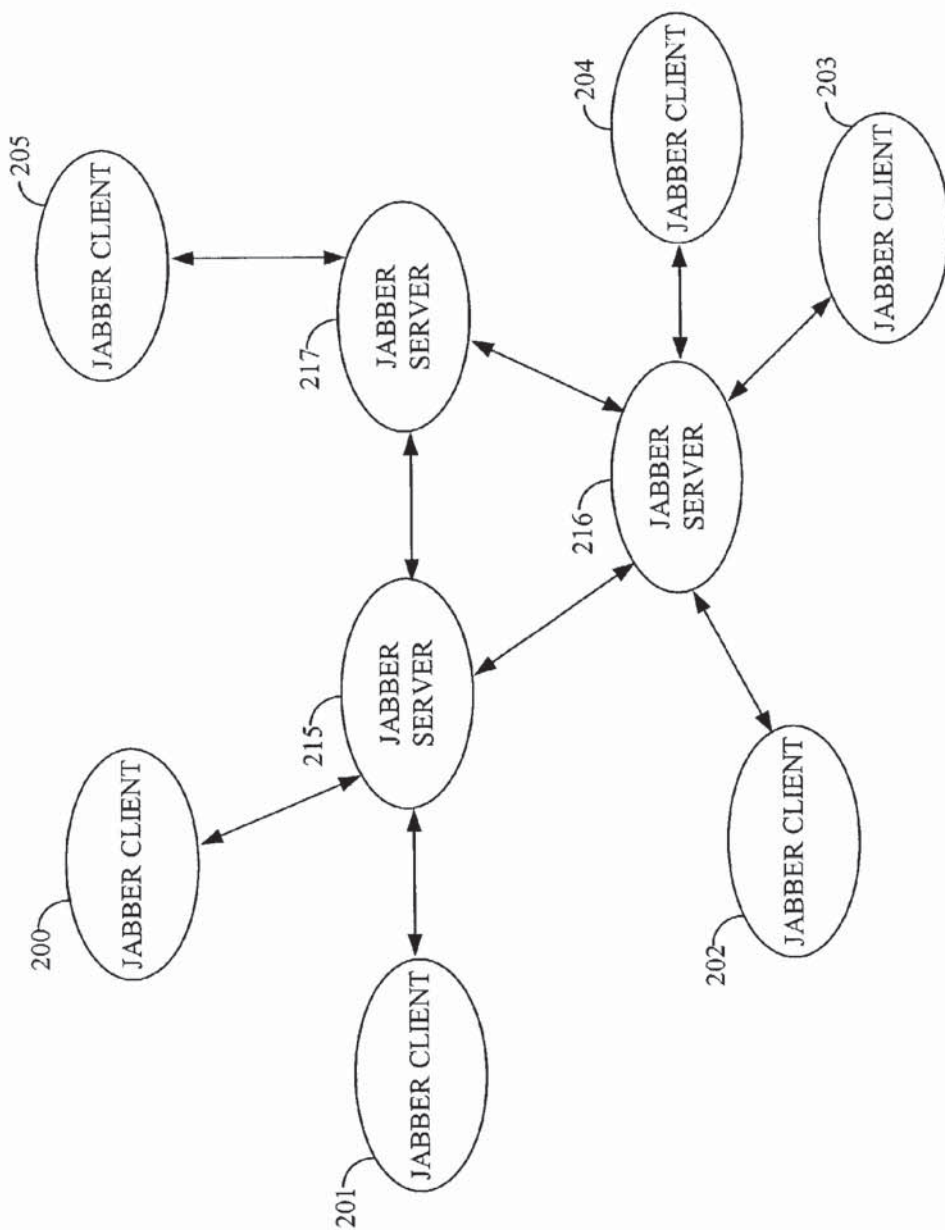 205
JABBER CLIENT
200
JABBER CLIENT
217
JABBER
SERVER
215
JABBER
SERVER
201
JABBER CLIENT
204
JABBER CLIENT
216
JABBER
SERVER
203
JABBER CLIENT
202
JABBER CLIENT